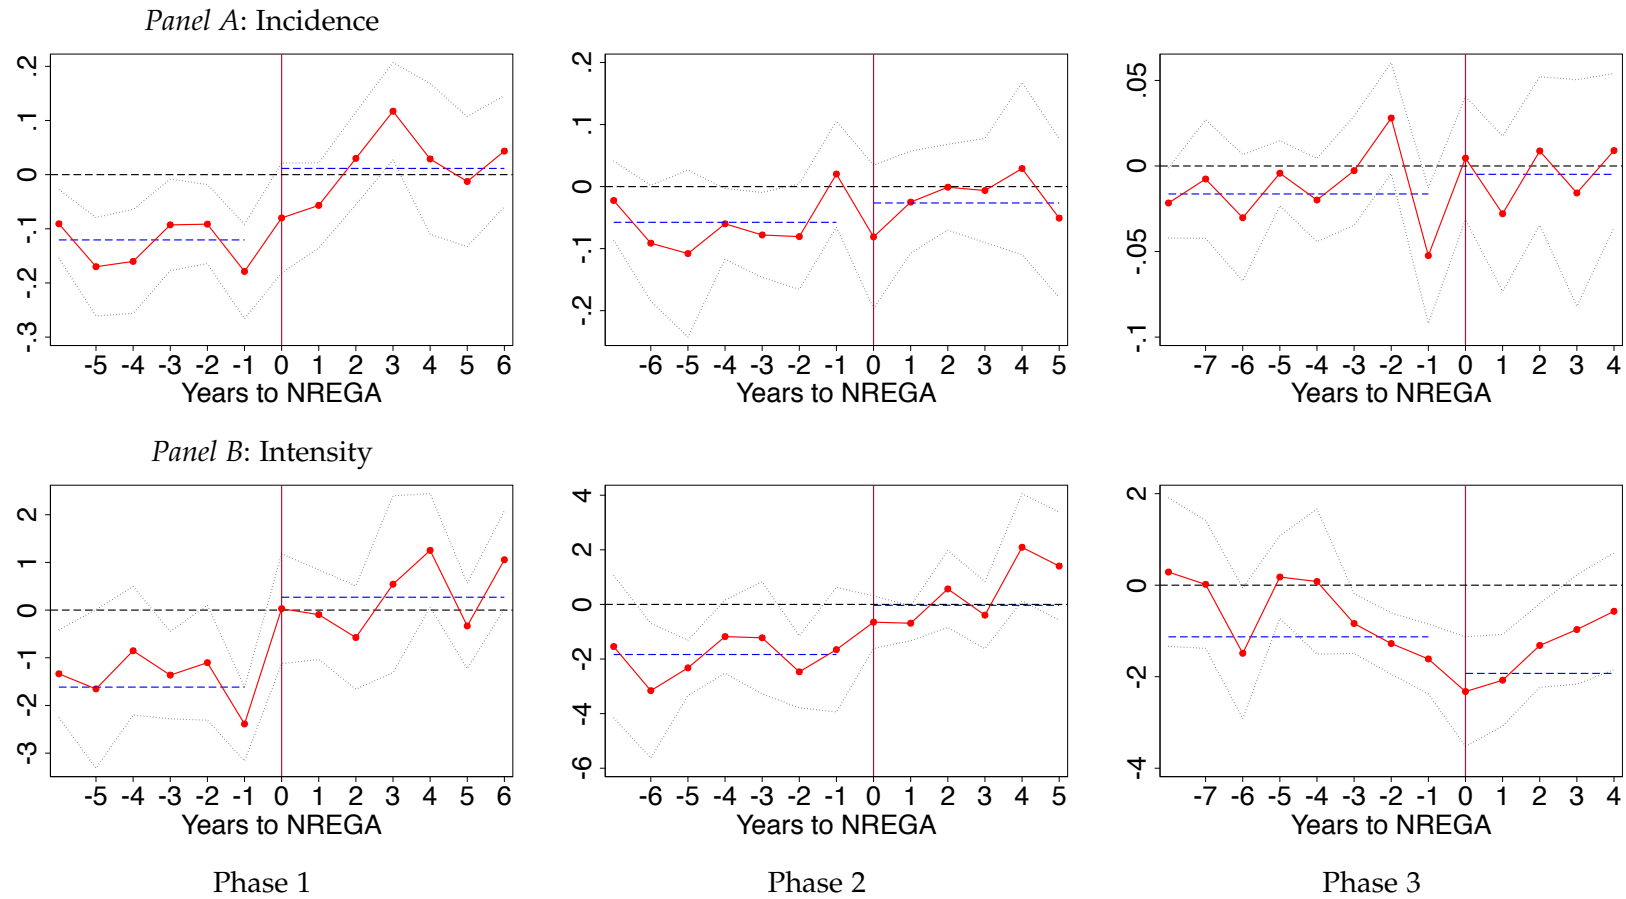 Panel A: Incidence
.2
.1
0
-.1
-.2
-.3
-5 -4 -3 -2 -1 0 1 2 3 4 5 6
Years to NREGA
.2
.1
0
-.1
-.2
-6 -5 -4 -3 -2 -1 0 1 2 3 4 5
Years to NREGA
.05
0
-.05
-.1
-7 -6 -5 -4 -3 -2 -1 0 1 2 3 4
Years to NREGA
Panel B: Intensity
2
1
0
-1
-2
-3
-5 -4 -3 -2 -1 0 1 2 3 4 5 6
Years to NREGA
4
2
0
-2
-4
-6
-6 -5 -4 -3 -2 -1 0 1 2 3 4 5
Years to NREGA
2
0
-2
-4
-7 -6 -5 -4 -3 -2 -1 0 1 2 3 4
Years to NREGA
Phase 1
Phase 2
Phase 3